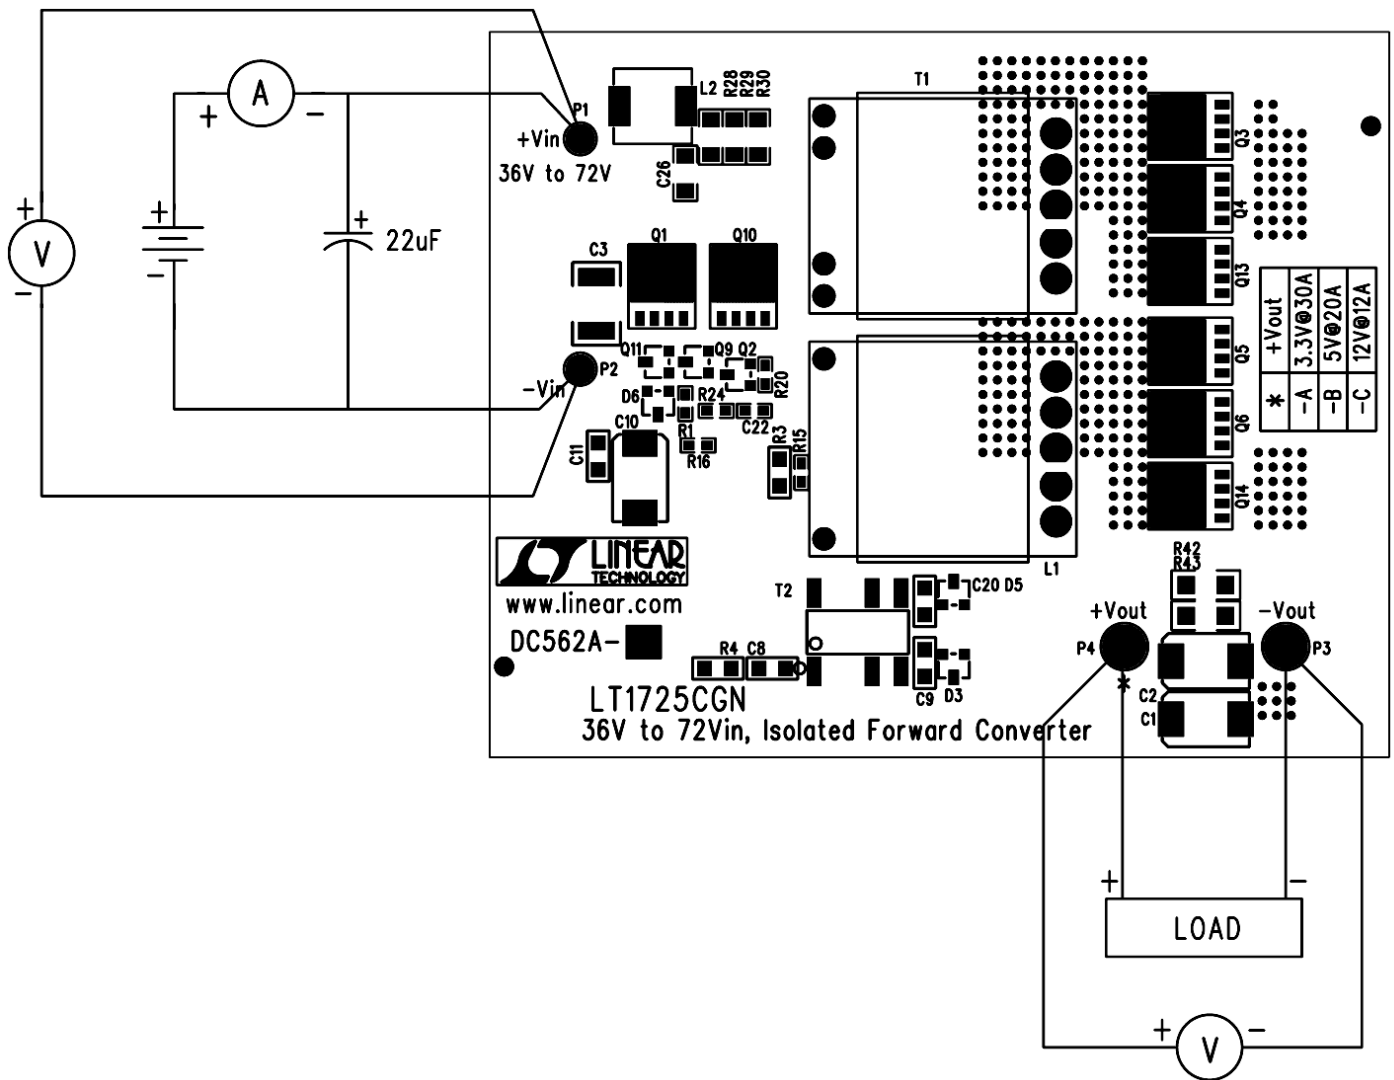 A
+ -
P1
+Vin
36V to 72V
L2
R28
R29
R30
C26
T1
Q3
Q4
Q13
+
V
-
+
-
+
22uF
C3
Q1
Q10
* +Vout
-A 3.3V@30A
-B 5V@20A
-C 12V@12A
Q5
Q6
Q14
P2
-Vin
Q11
Q9
Q2
R20
D6
R24
C22
C10
R1
R16
C11
R3
R15
L1
LINEAR
TECHNOLOGY
www.linear.com
DC562A-
T2
C20 D5
R42
R43
+Vout
-Vout
P4
P3
*
R4 C8
C9
D3
C2
C1
LT1725CGN
36V to 72Vin, Isolated Forward Converter
+ -
LOAD
+ -
V